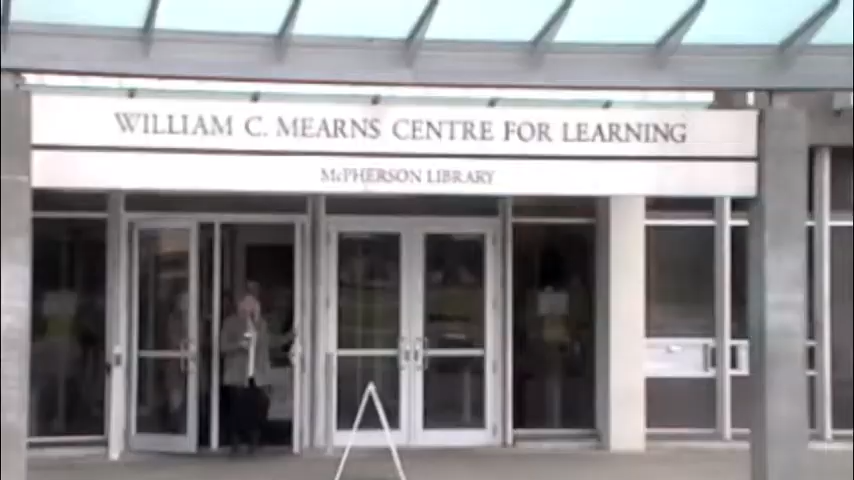 WILLIAM C. MEARNS CENTRE FOR LEARNING
McPHERSON LIBRARY